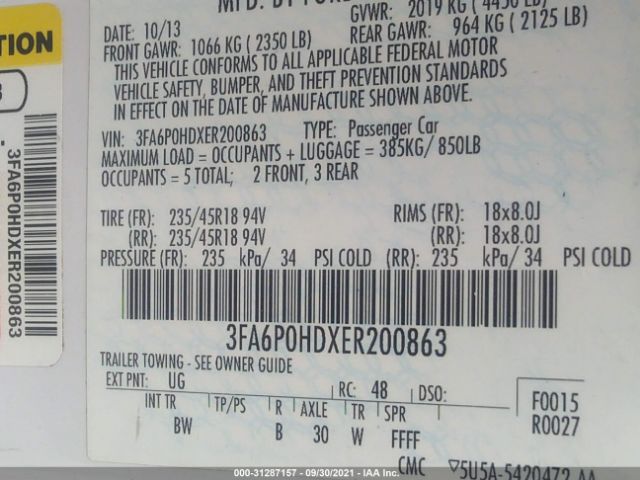 MFD. BY
GVWR: 2019 KG ( 4450 LB)
DATE: 10/13
REAR GAWR: 964 KG ( 2125 LB)
FRONT GAWR: 1066 KG ( 2350 LB)
THIS VEHICLE CONFORMS TO ALL APPLICABLE FEDERAL MOTOR
VEHICLE SAFETY, BUMPER, AND THEFT PREVENTION STANDARDS
IN EFFECT ON THE DATE OF MANUFACTURE SHOWN ABOVE.
VIN: 3FA6P0HDXER200863 TYPE: Passenger Car
MAXIMUM LOAD = OCCUPANTS + LUGGAGE = 385KG/ 850LB
OCCUPANTS = 5 TOTAL; 2 FRONT, 3 REAR
TIRE (FR): 235/45R18 94V RIMS (FR): 18x8.0J
(RR): 235/45R18 94V (RR): 18x8.0J
PRESSURE (FR): 235 kPa/ 34 PSI COLD (RR): 235 kPa/ 34 PSI COLD
3FA6P0HDXER200863
TRAILER TOWING - SEE OWNER GUIDE
EXT PNT: UG RC: 48 DSO:
INT TR TP/PS R AXLE TR SPR
BW B 30 W FFFF
F0015
R0027
CMC ▽5U5A-5420472 AA
TION
3
3FA6P0HDXER200863
000-31287157 - 09/30/2021 - IAA Inc.